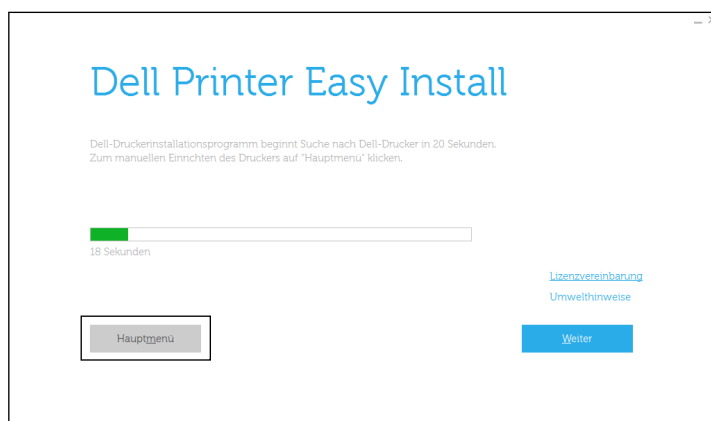 Dell Printer Easy Install
Dell-Druckerinstallationsprogramm beginnt Suche nach Dell-Drucker in 20 Sekunden.
Zum manuellen Einrichten des Druckers auf "Hauptmenü" klicken.
18 Sekunden
Lizenzvereinbarung
Umwelthinweise
Hauptmenü
Weiter